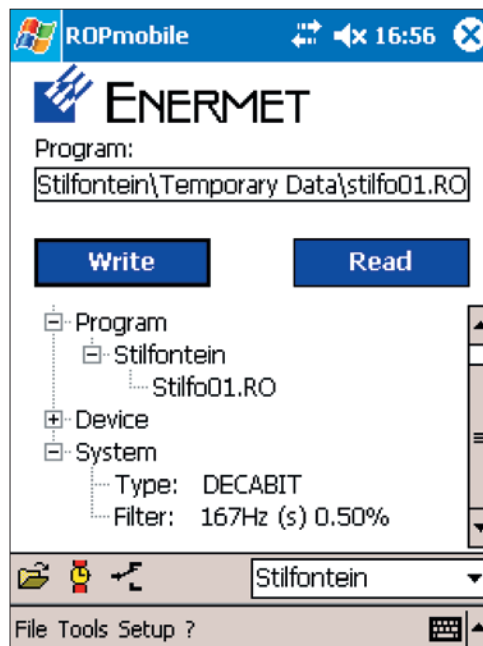 ROPmobile 16:56
ENERMET
Program:
Stilfontein\Temporary Data\stilfo01.RO
Write Read
Program
Stilfontein
Stilfo01.RO
Device
System
Type: DECABIT
Filter: 167Hz (s) 0.50%
Stilfontein
File Tools Setup ?